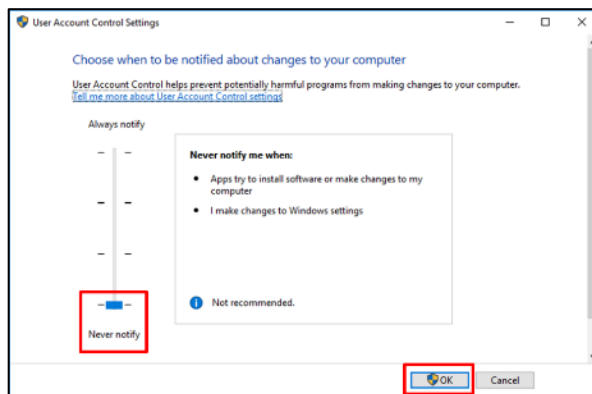 User Account Control Settings
Choose when to be notified about changes to your computer
User Account Control helps prevent potentially harmful programs from making changes to your computer.
Tell me more about User Account Control settings
Always notify
Never notify me when:
Apps try to install software or make changes to my
computer
I make changes to Windows settings
Not recommended.
Never notify
OK
Cancel